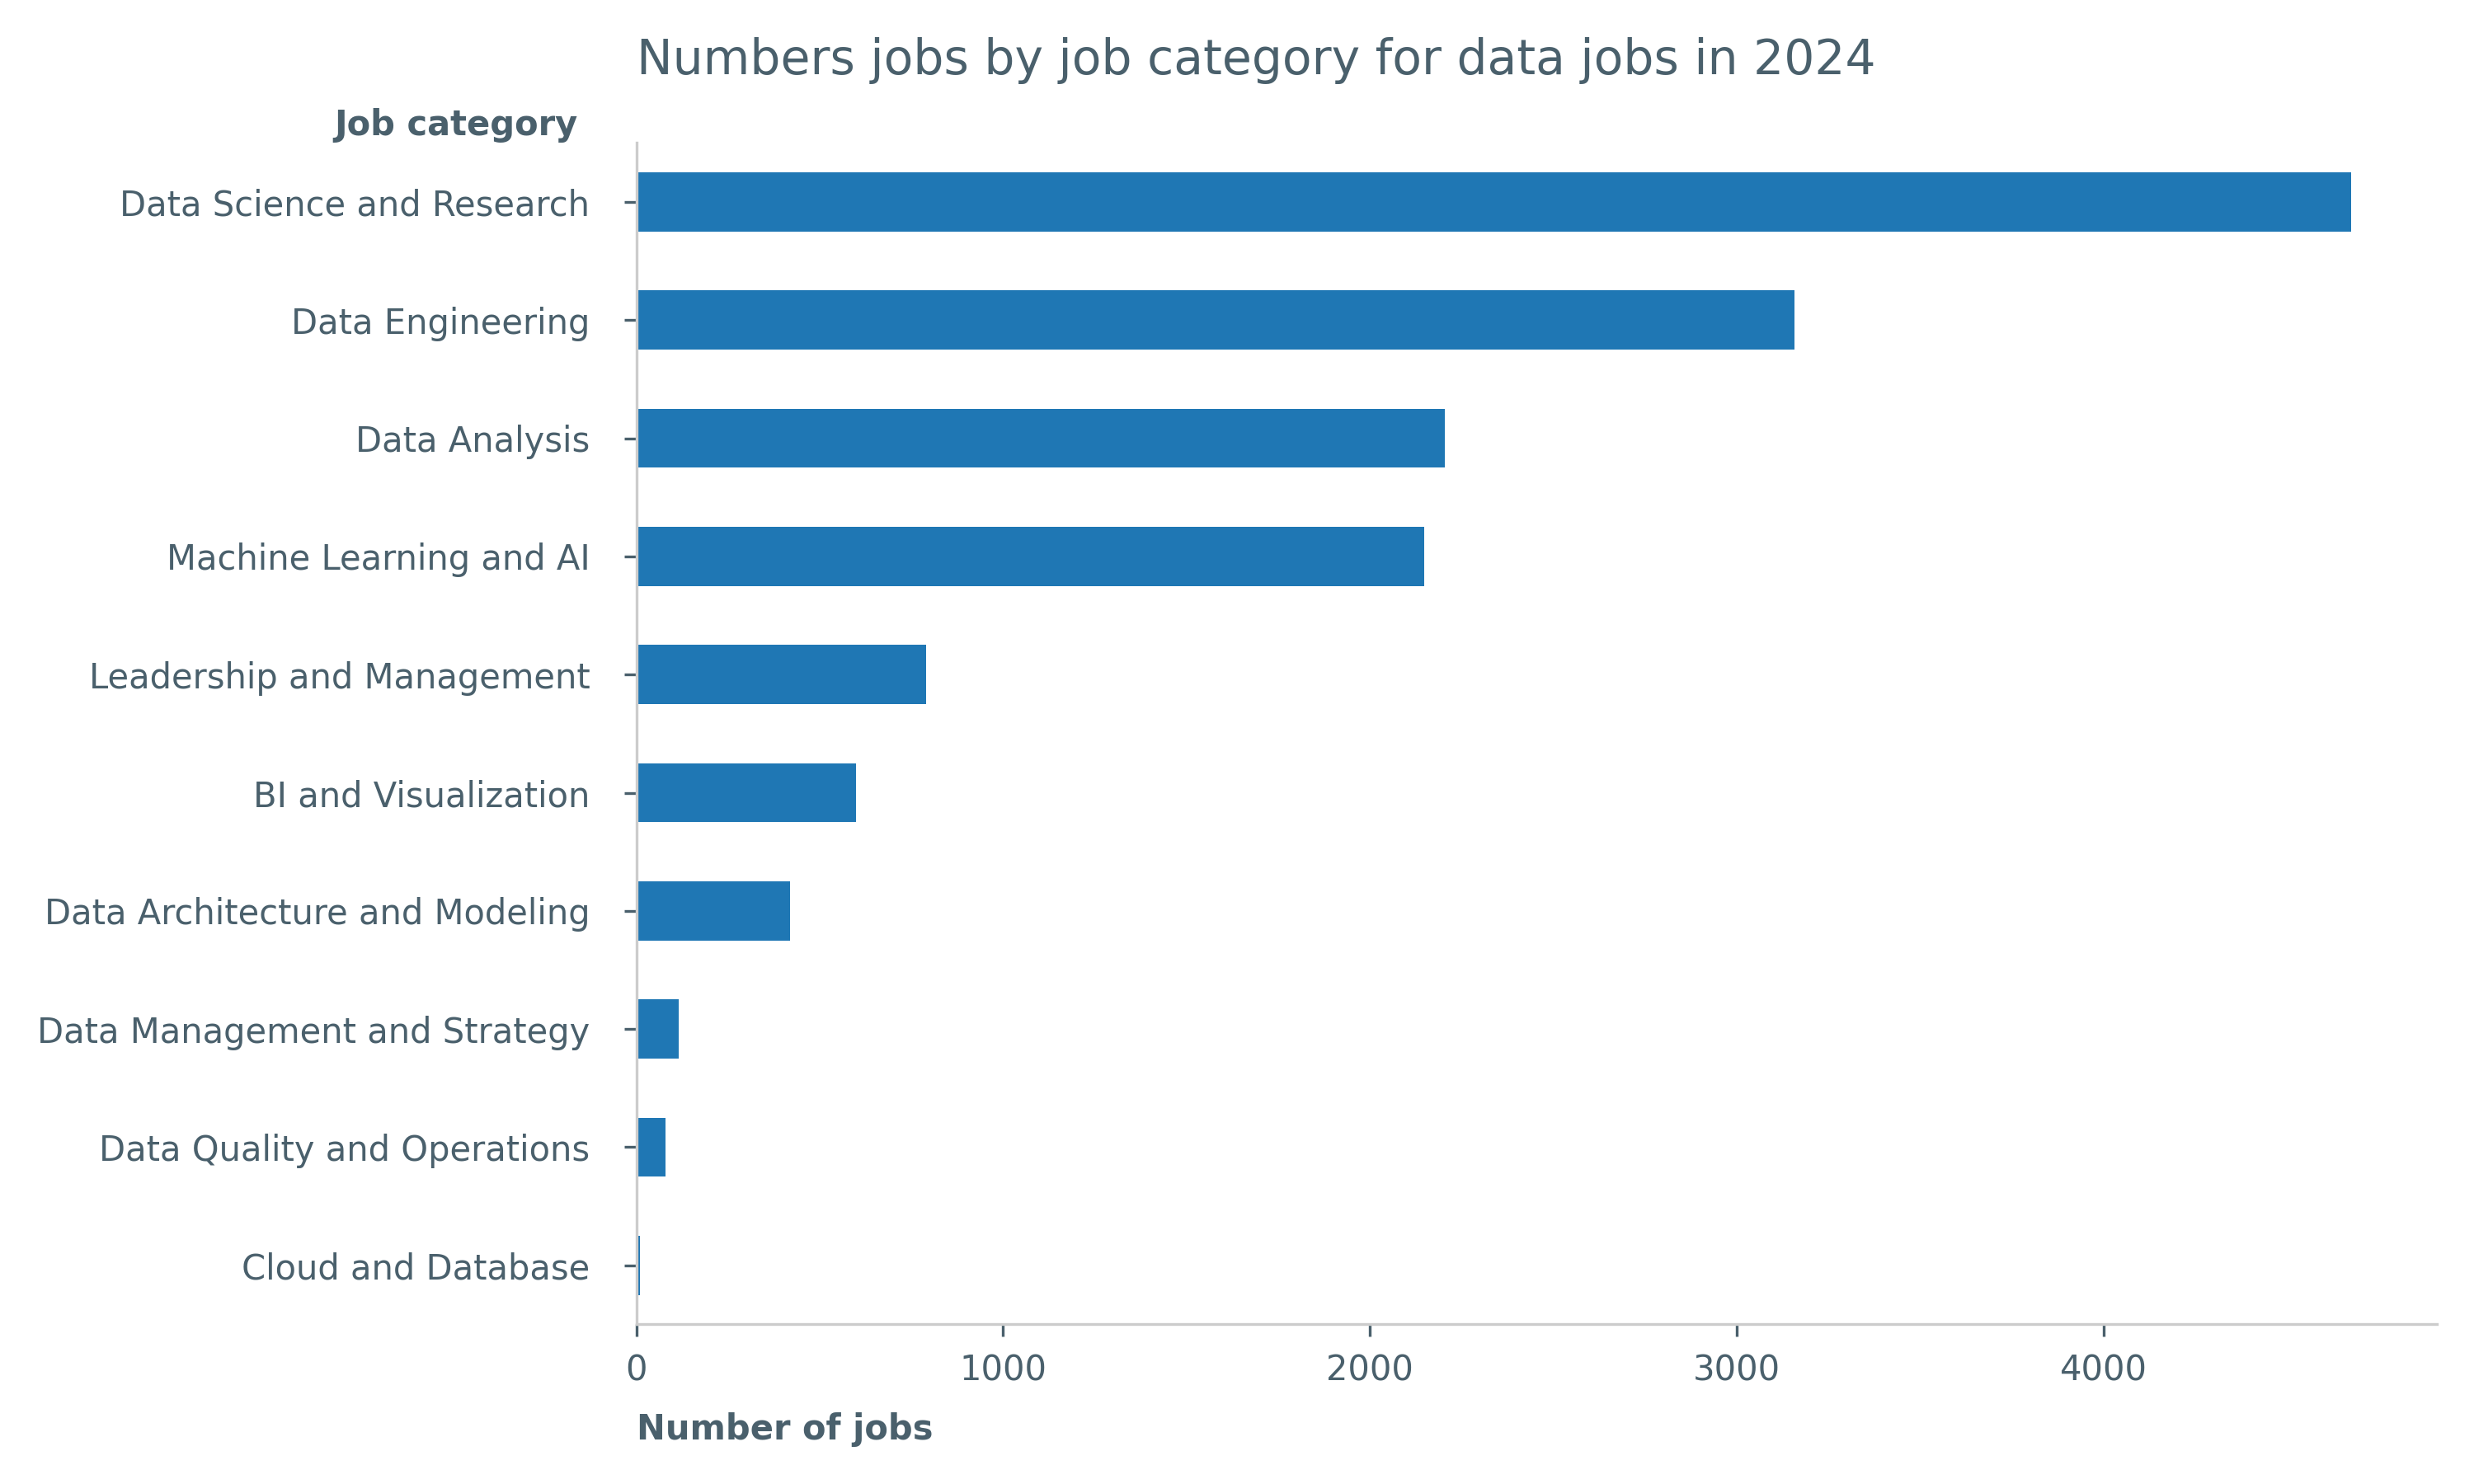 Numbers jobs by job category for data jobs in 2024
Job category
Data Science and Research
Data Engineering
Data Analysis
Machine Learning and AI
Leadership and Management
BI and Visualization
Data Architecture and Modeling
Data Management and Strategy
Data Quality and Operations
Cloud and Database
0 1000 2000 3000 4000
Number of jobs